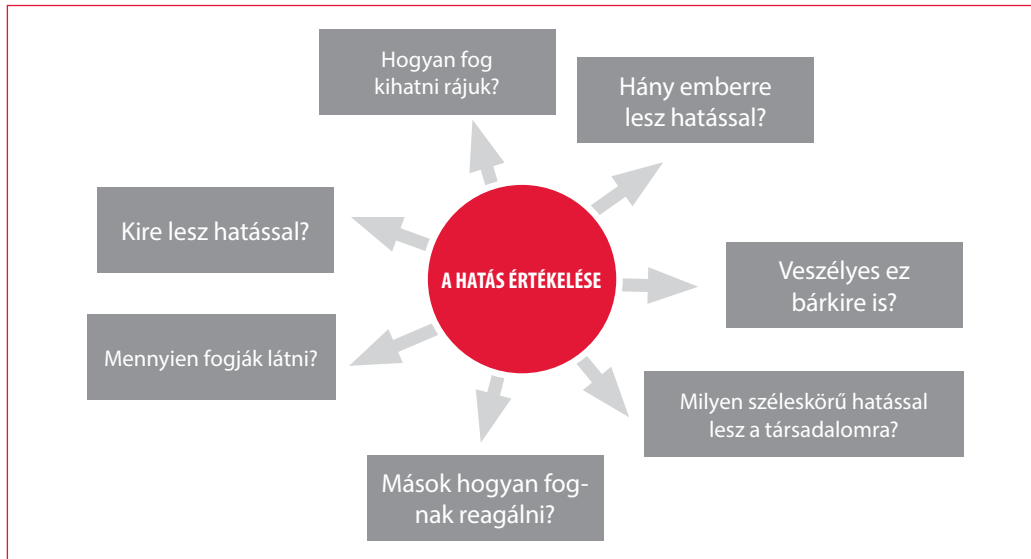 Hogyan fog
kihatni rájuk?
Hány emberre
lesz hatással?
Kire lesz hatással?
A HATÁS ÉRTÉKELÉSE
Veszélyes ez
bárkire is?
Mennyien fogják látni?
Milyen széleskörű hatással
lesz a társadalomra?
Mások hogyan fog-
nak reagálni?